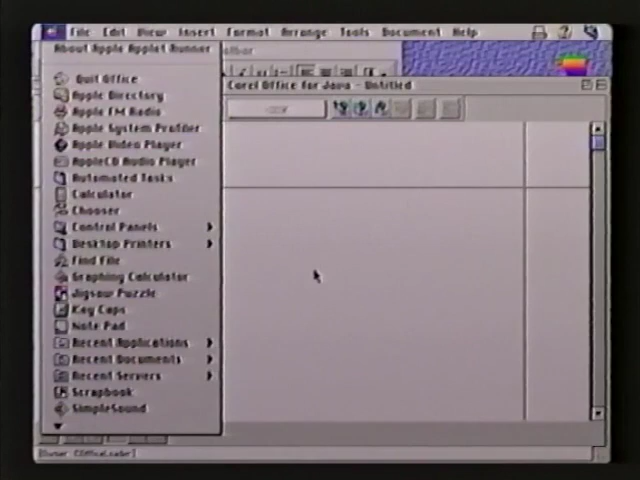 File Edit View Insert Format Arrange Tools Document Help
About Apple Applet Runner
Corel Office for Java - Untitled
Quit Office
Apple Directory
Apple FM Radio
Apple System Profiler
Apple Video Player
AppleCD Audio Player
Automated Tasks
Calculator
Chooser
Control Panels
Desktop Printers
Find File
Graphing Calculator
Jigsaw Puzzle
Key Caps
Note Pad
Recent Applications
Recent Documents
Recent Servers
Scrapbook
SimpleSound